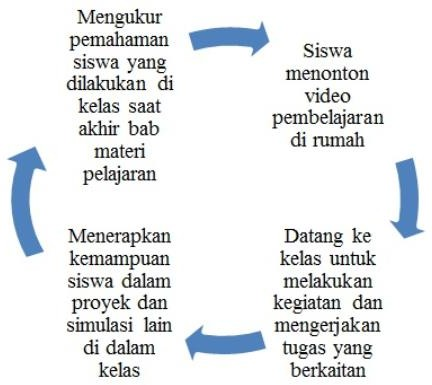 Mengukur
pemahaman
siswa yang
dilakukan di
kelas saat
akhir bab
materi
pelajaran
Siswa
menonton
video
pembelajaran
di rumah
Datang ke
kelas untuk
melakukan
kegiatan dan
mengerjakan
tugas yang
berkaitan
Menerapkan
kemampuan
siswa dalam
proyek dan
simulasi lain
di dalam
kelas